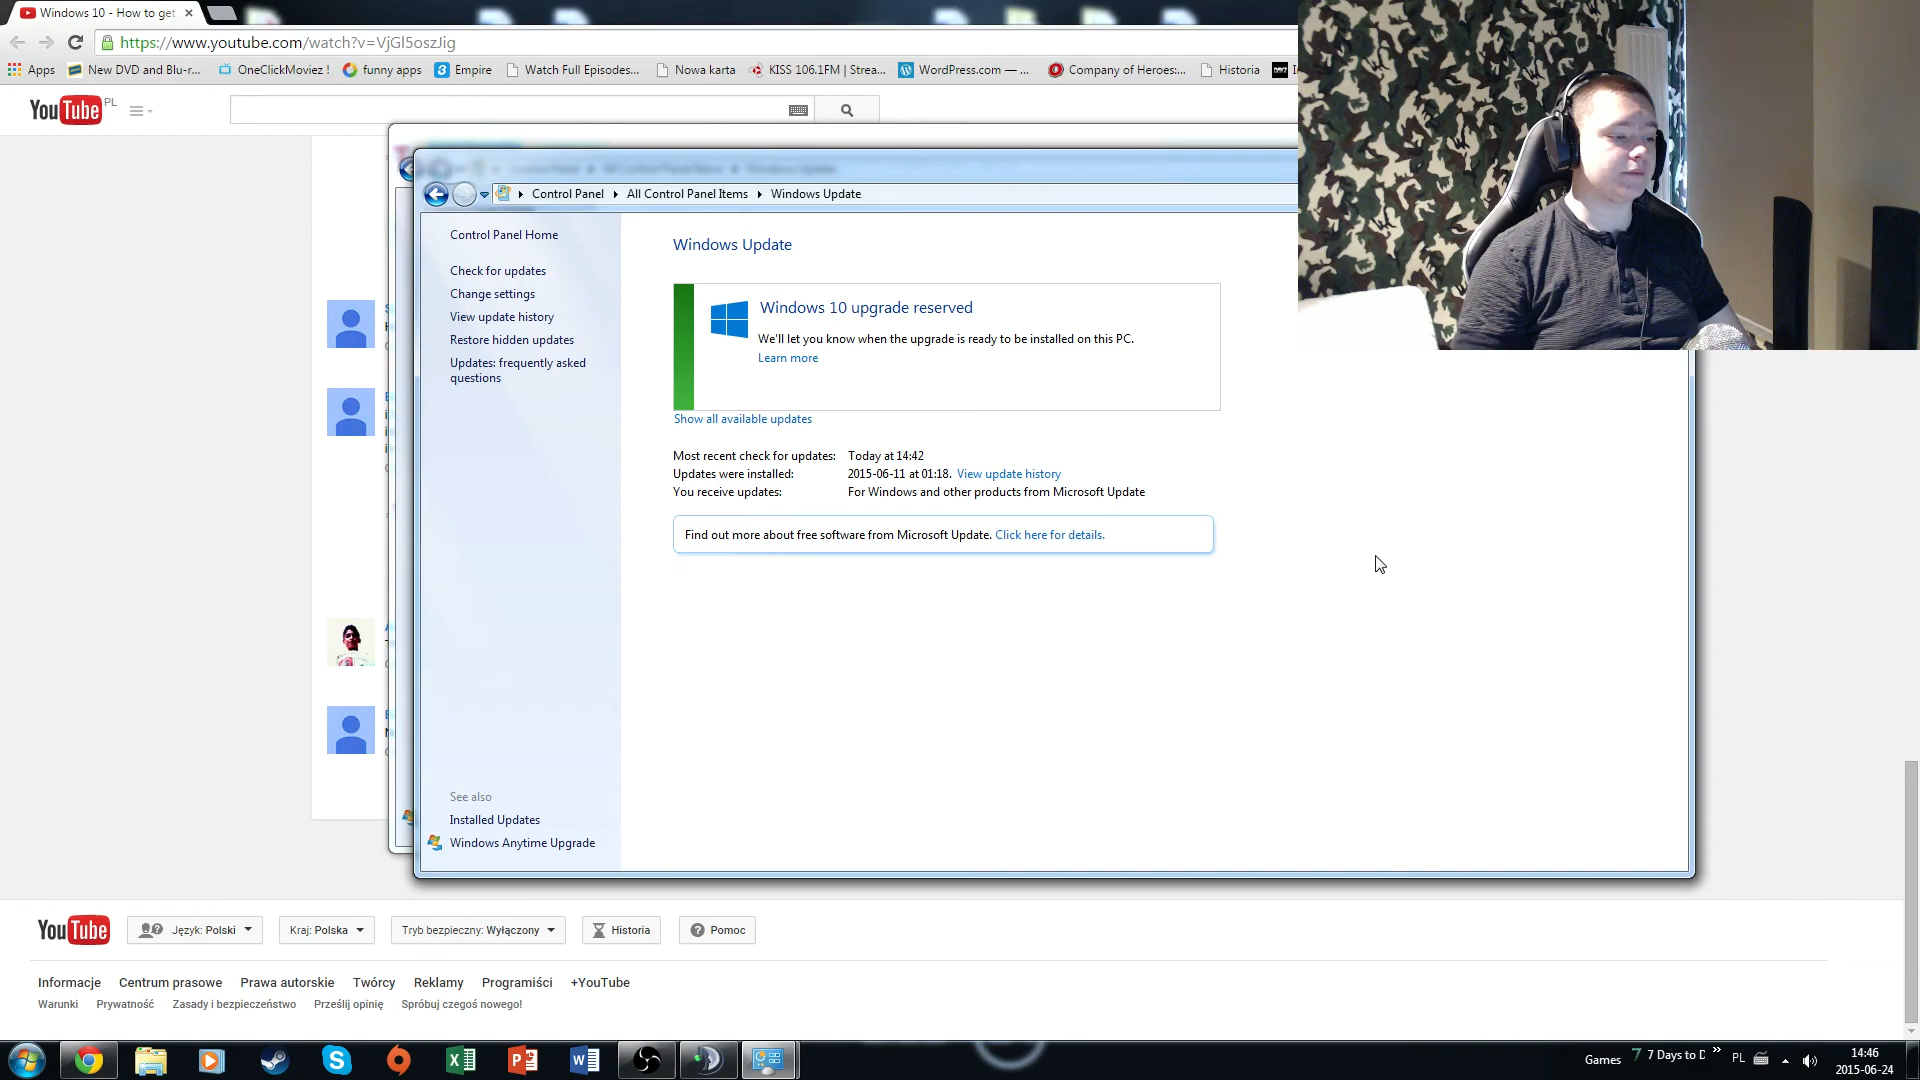 Windows 10 - How to get
https://www.youtube.com/watch?v=VjGl5oszJig
Apps New DVD and Blu-r... OneClickMoviez ! funny apps Empire Watch Full Episodes... Nowa karta KISS 106.1FM | Strea... WordPress.com — ... Company of Heroes:... Historia
YouTube PL
Control Panel All Control Panel Items Windows Update
Control Panel Home
Check for updates
Change settings
View update history
Restore hidden updates
Updates: frequently asked
questions
Windows Update
Windows 10 upgrade reserved
We'll let you know when the upgrade is ready to be installed on this PC.
Learn more
Show all available updates
Most recent check for updates: Today at 14:42
Updates were installed: 2015-06-11 at 01:18. View update history
You receive updates: For Windows and other products from Microsoft Update
Find out more about free software from Microsoft Update. Click here for details.
See also
Installed Updates
Windows Anytime Upgrade
YouTube Język: Polski Kraj: Polska Tryb bezpieczny: Wyłączony Historia Pomoc
Informacje Centrum prasowe Prawa autorskie Twórcy Reklamy Programiści +YouTube
Warunki Prywatność Zasady i bezpieczeństwo Prześlij opinię Spróbuj czegoś nowego!
Games 7 Days to D » PL 14:46
2015-06-24